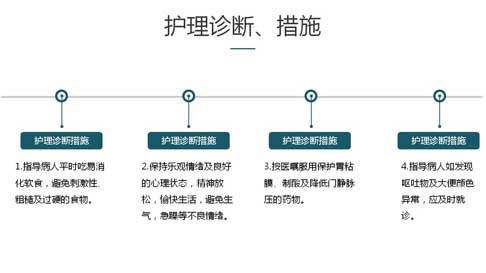 护理诊断、措施
护理诊断措施
1.指导病人平时吃易消
化软食，避免刺激性、
粗糙及过硬的食物。
护理诊断措施
2.保持乐观情绪及良好
的心理状态，精神放
松，愉快生活，避免生
气，急躁等不良情绪。
护理诊断措施
3.按医嘱服用保护胃粘
膜、制酸及降低门静脉
压的药物。
护理诊断措施
4.指导病人如发现
呕吐物及大便颜色
异常，应及时就
诊。